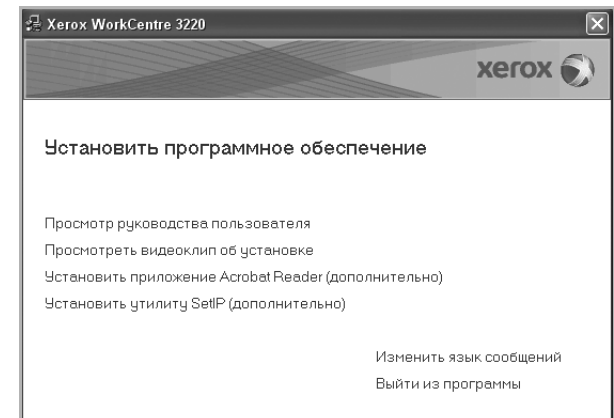 Xerox WorkCentre 3220
xerox
Установить программное обеспечение
Просмотр руководства пользователя
Просмотреть видеоклип об установке
Установить приложение Acrobat Reader (дополнительно)
Установить утилиту SetIP (дополнительно)
Изменить язык сообщений
Выйти из программы